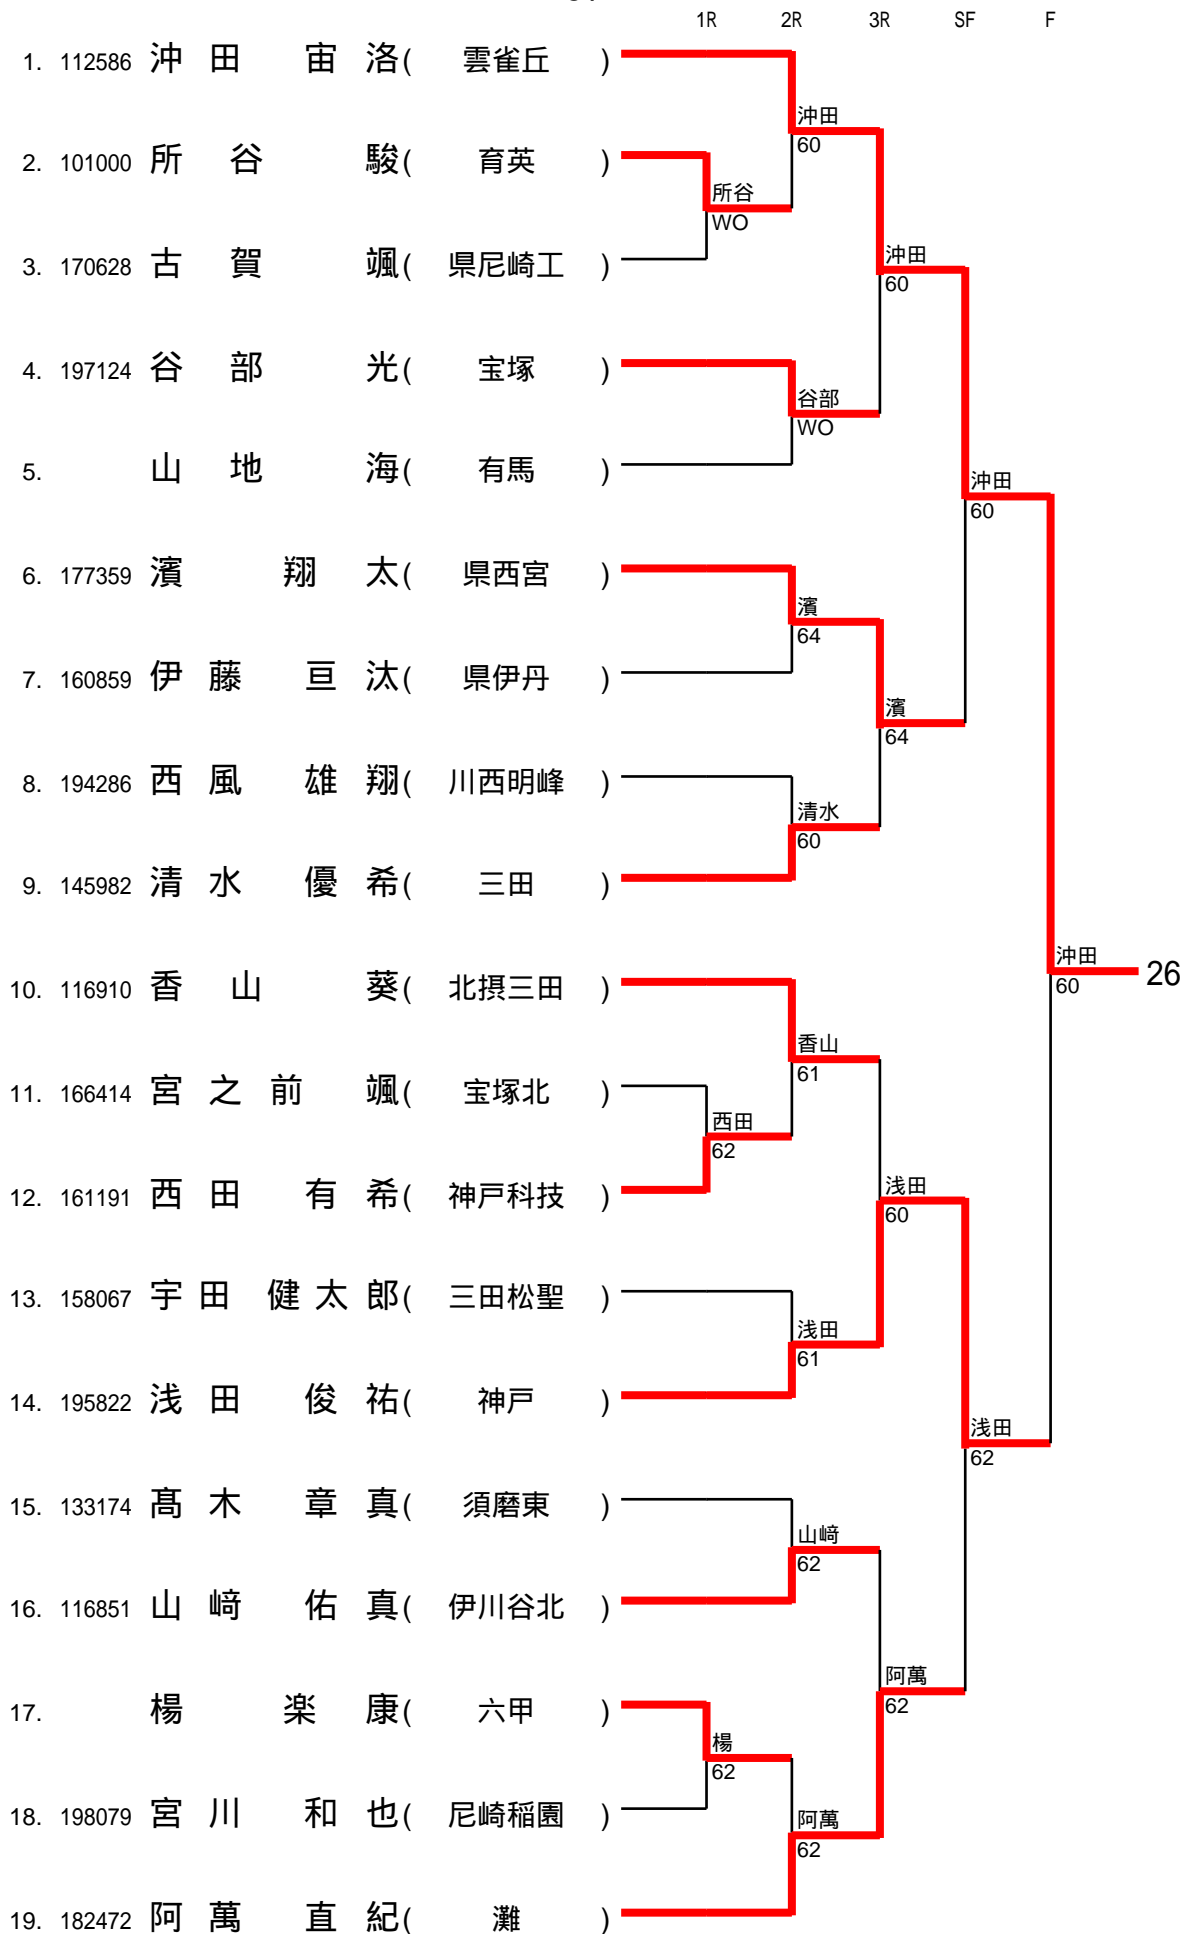 1R 2R 3R SF F
1. 112586 沖田 宙洛( 雲雀丘 )
沖田
60
2. 101000 所谷 駿( 育英 )
所谷
WO
3. 170628 古賀 颯( 県尼崎工 )
沖田
60
4. 197124 谷部 光( 宝塚 )
谷部
WO
5. 山地 海( 有馬 )
沖田
60
6. 177359 濱 翔太( 県西宮 )
濱
64
7. 160859 伊藤 亘汰( 県伊丹 )
濱
64
8. 194286 西風 雄翔( 川西明峰 )
清水
60
9. 145982 清水 優希( 三田 )
沖田
60
26
10. 116910 香山 葵( 北摂三田 )
香山
61
11. 166414 宮之前 颯( 宝塚北 )
西田
62
12. 161191 西田 有希( 神戸科技 )
浅田
60
13. 158067 宇田 健太郎( 三田松聖 )
浅田
61
14. 195822 浅田 俊祐( 神戸 )
浅田
62
15. 133174 髙木 章真( 須磨東 )
山﨑
62
16. 116851 山﨑 佑真( 伊川谷北 )
阿萬
62
17. 楊 楽康( 六甲 )
楊
62
18. 198079 宮川 和也( 尼崎稲園 )
阿萬
62
19. 182472 阿萬 直紀( 灘 )